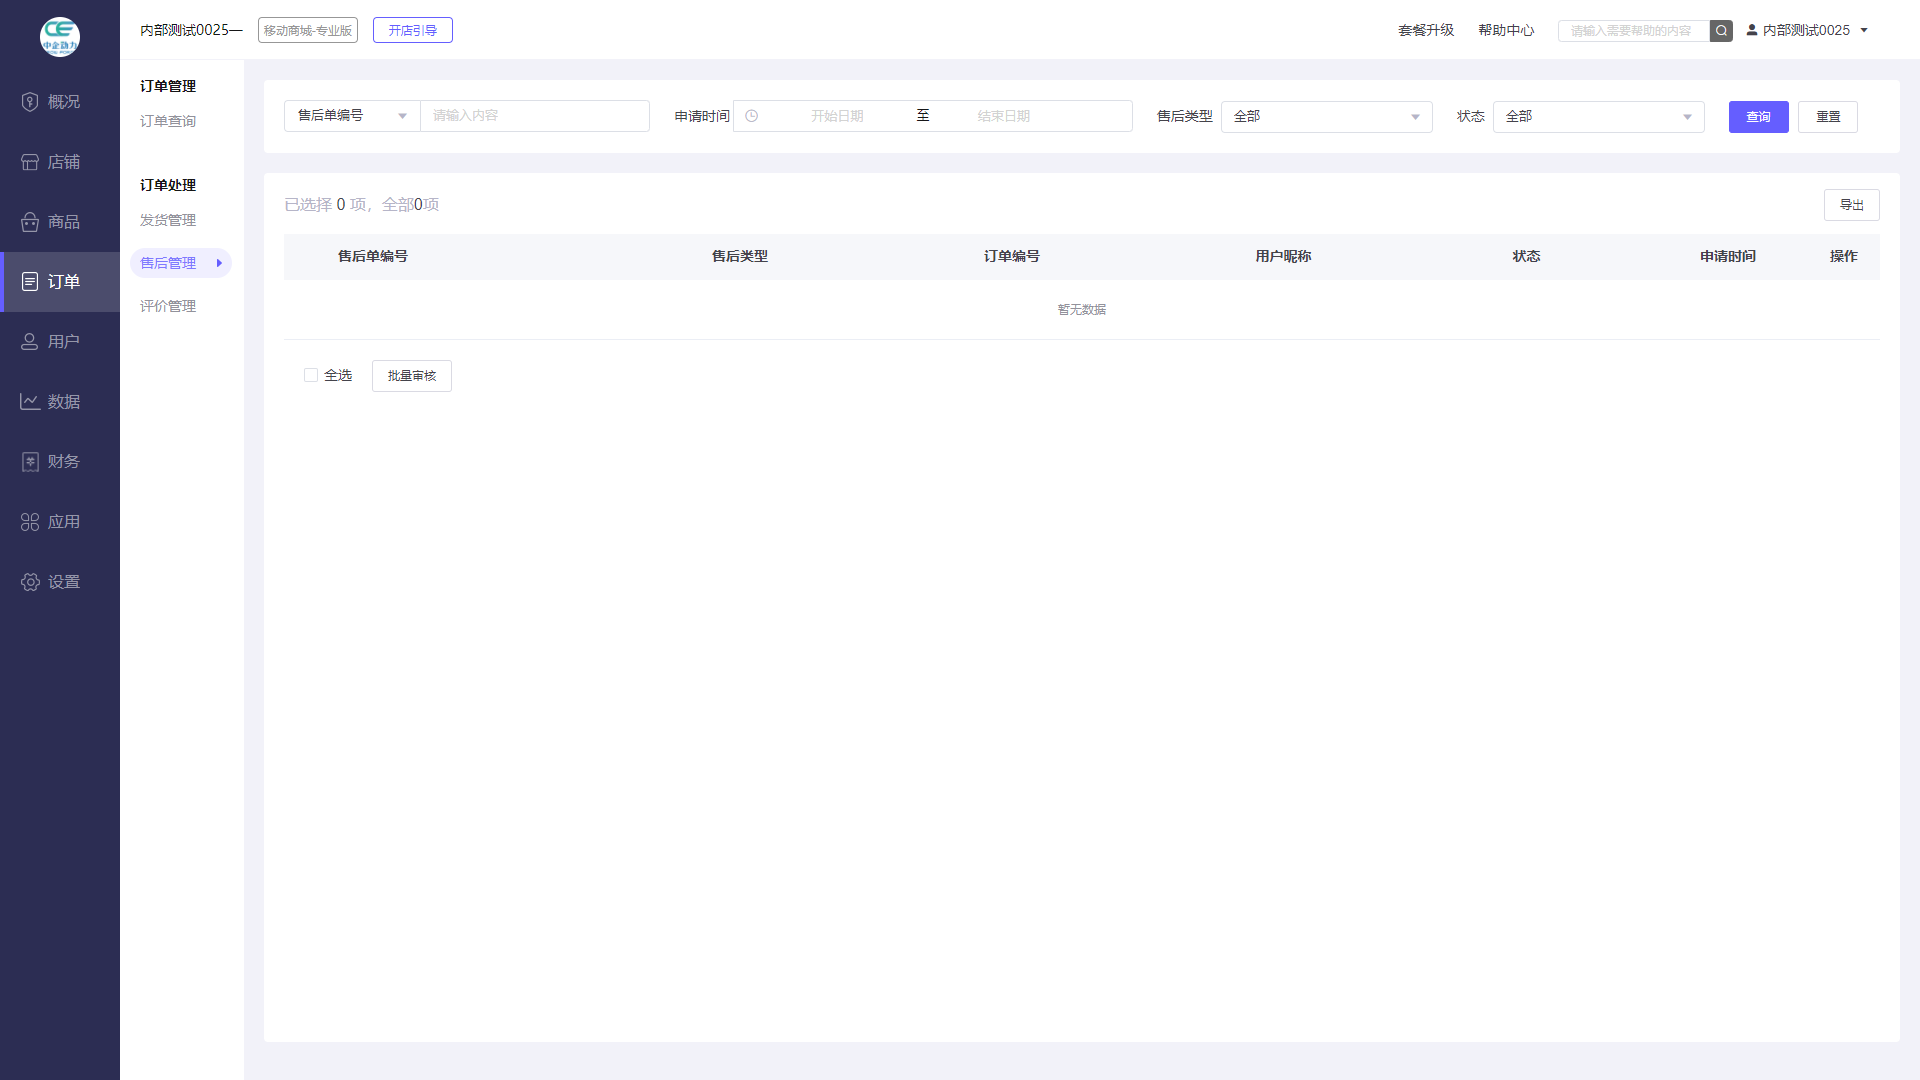 中企动力
内部测试0025—
移动商城-专业版
开店引导
套餐升级
帮助中心
请输入需要帮助的内容
内部测试0025
概况
店铺
商品
订单
用户
数据
财务
应用
设置
订单管理
订单查询
订单处理
发货管理
售后管理
评价管理
售后单编号
请输入内容
申请时间
开始日期
至
结束日期
售后类型
全部
状态
全部
查询
重置
已选择 0 项，全部0项
导出
售后单编号
售后类型
订单编号
用户昵称
状态
申请时间
操作
暂无数据
全选
批量审核